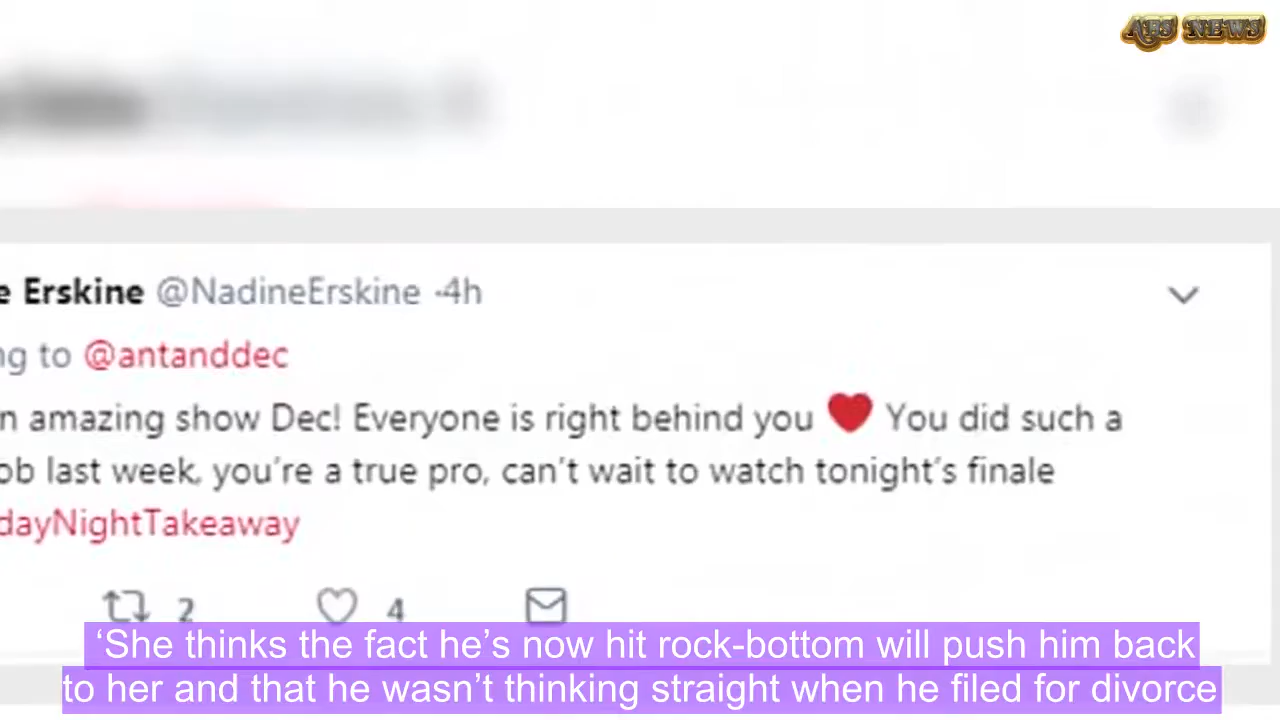 ABS NEWS
e Erskine @NadineErskine · 4h
ng to @antanddec
n amazing show Dec! Everyone is right behind you ❤ You did such a
ob last week, you're a true pro, can't wait to watch tonight's finale
dayNightTakeaway
2 4
‘She thinks the fact he’s now hit rock-bottom will push him back
to her and that he wasn’t thinking straight when he filed for divorce